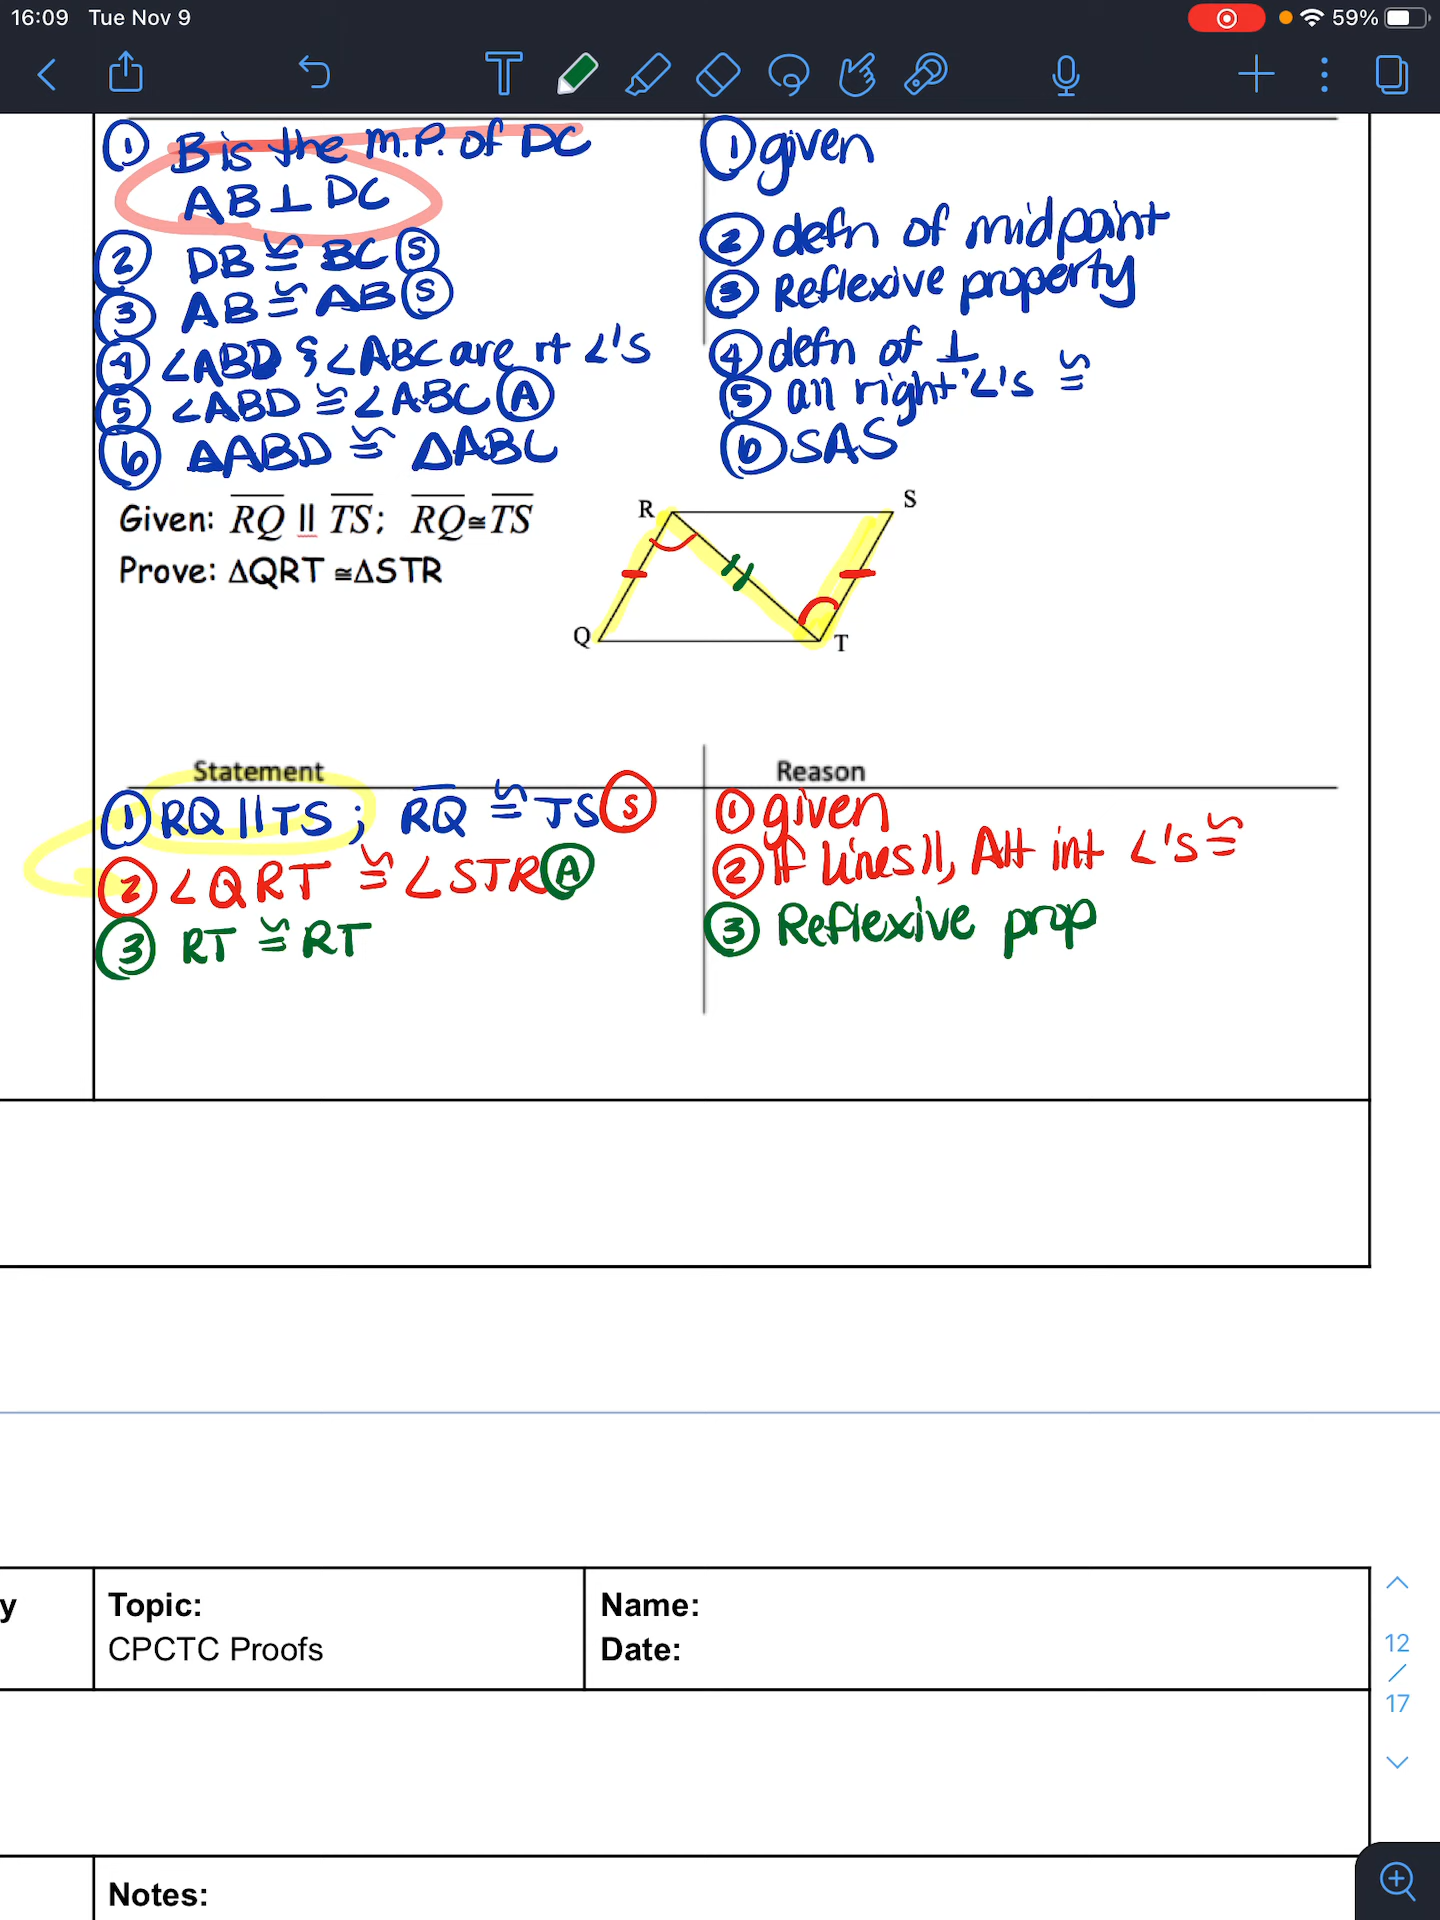 16:09 Tue Nov 9 59%
T
① B is the m.P. of DC ① given
AB ⊥ DC
② DB ≅ BC Ⓢ ② defn of midpoint
③ AB ≅ AB Ⓢ ③ Reflexive property
④ ∠ABD & ∠ABC are rt ∠'s ④ defn of ⊥
⑤ ∠ABD ≅ ∠ABC Ⓐ ⑤ all right ∠'s ≅
⑥ ΔABD ≅ ΔABC ⑥ SAS
Given: RQ || TS; RQ≅TS
Prove: ΔQRT ≅ΔSTR
R S
Q T
Statement Reason
① RQ || TS ; RQ ≅ TS Ⓢ ① given
② ∠QRT ≅ ∠STR Ⓐ ② If lines ||, Alt int ∠'s ≅
③ RT ≅ RT ③ Reflexive prop
y Topic: Name:
CPCTC Proofs Date:
12
/
17
Notes: